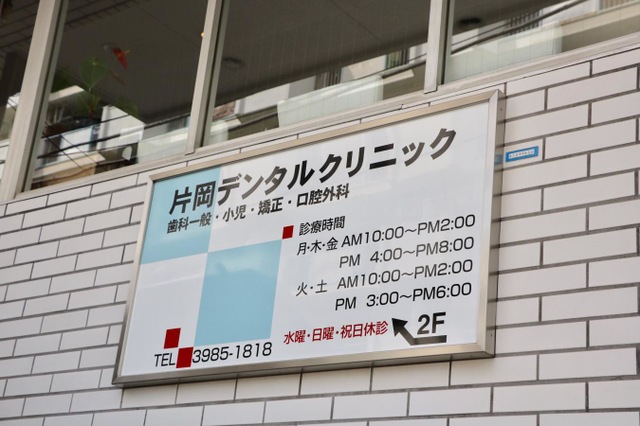 片岡デンタルクリニック
歯科一般・小児・矯正・口腔外科
診療時間
月・木・金 AM10:00〜PM2:00
PM 4:00〜PM8:00
火・土 AM10:00〜PM2:00
PM 3:00〜PM6:00
水曜・日曜・祝日休診 2F
TEL 3985-1818